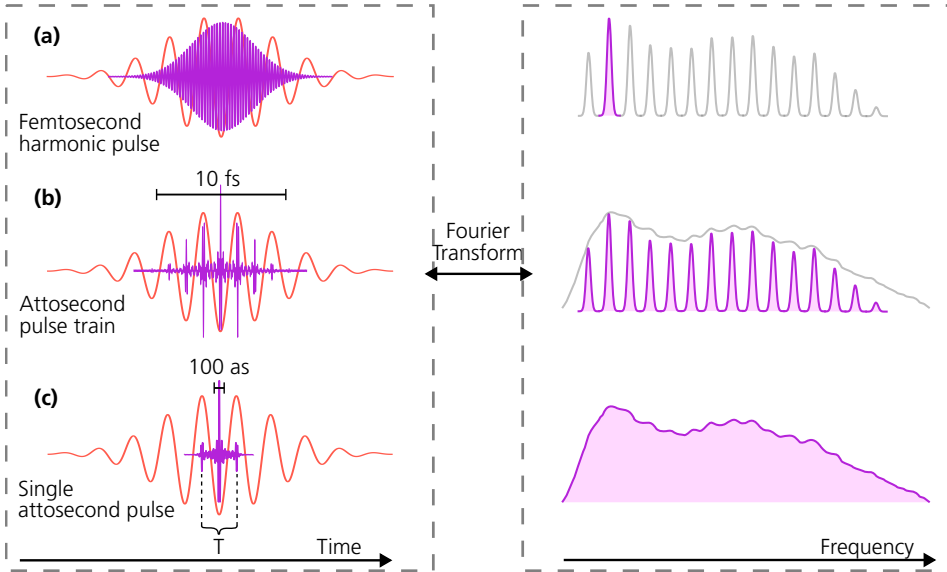 (a)
Femtosecond
harmonic pulse
(b)
10 fs
Attosecond
pulse train
Fourier
Transform
100 as
(c)
Single
attosecond pulse
T
Time
Frequency